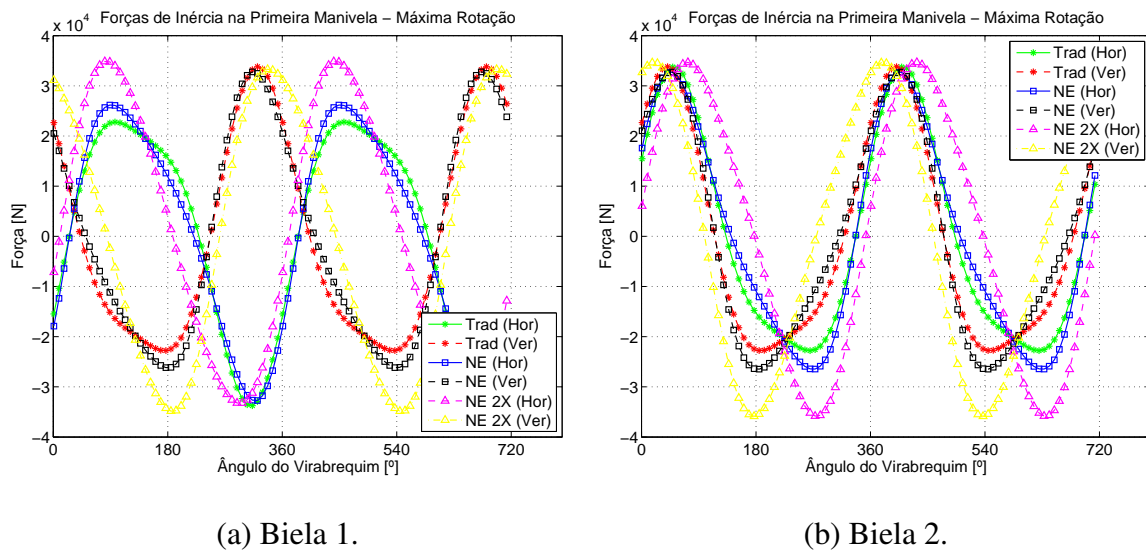 Forças de Inércia na Primeira Manivela – Máxima Rotação
x 10⁴
4
3
2
1
0
−1
−2
−3
−4
Força [N]
0 180 360 540 720
Ângulo do Virabrequim [º]
Trad (Hor)
Trad (Ver)
NE (Hor)
NE (Ver)
NE 2X (Hor)
NE 2X (Ver)
(a) Biela 1.
Forças de Inércia na Primeira Manivela – Máxima Rotação
x 10⁴
4
3
2
1
0
−1
−2
−3
−4
Força [N]
0 180 360 540 720
Ângulo do Virabrequim [º]
Trad (Hor)
Trad (Ver)
NE (Hor)
NE (Ver)
NE 2X (Hor)
NE 2X (Ver)
(b) Biela 2.